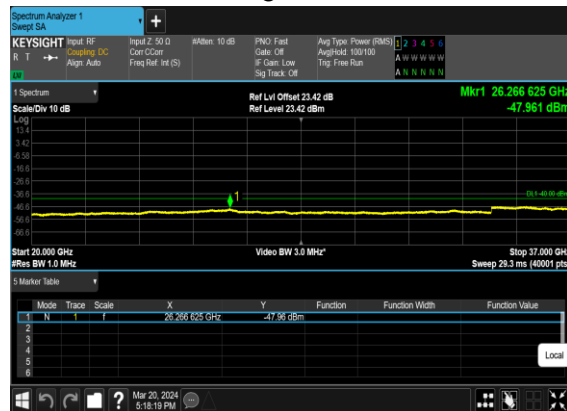 Spectrum Analyzer 1
Swept SA
KEYSIGHT Input: RF Input Z: 50 Ω #Atten: 10 dB PNO: Fast Avg Type: Power (RMS) 1 2 3 4 5 6
R T Coupling: DC Corr CCorr Gate: Off Avg|Hold: 100/100 A W W W W W
Align: Auto Freq Ref: Int (S) IF Gain: Low Trig: Free Run
Sig Track: Off A N N N N N
1 Spectrum
Ref Lvl Offset 23.42 dB Mkr1 26.266 625 GHz
Scale/Div 10 dB Ref Level 23.42 dBm -47.961 dBm
Log
13.4
3.42
-6.58
-16.6
-26.6
-36.6 1 DL1 -40.00 dBm
-46.6
-56.6
-66.6
Start 20.000 GHz Video BW 3.0 MHz* Stop 37.000 GHz
#Res BW 1.0 MHz Sweep 29.3 ms (40001 pts)
5 Marker Table
Mode Trace Scale X Y Function Function Width Function Value
1 N 1 f 26.266 625 GHz -47.96 dBm
2
3
4
5
6
Local
? Mar 20, 2024
5:18:19 PM